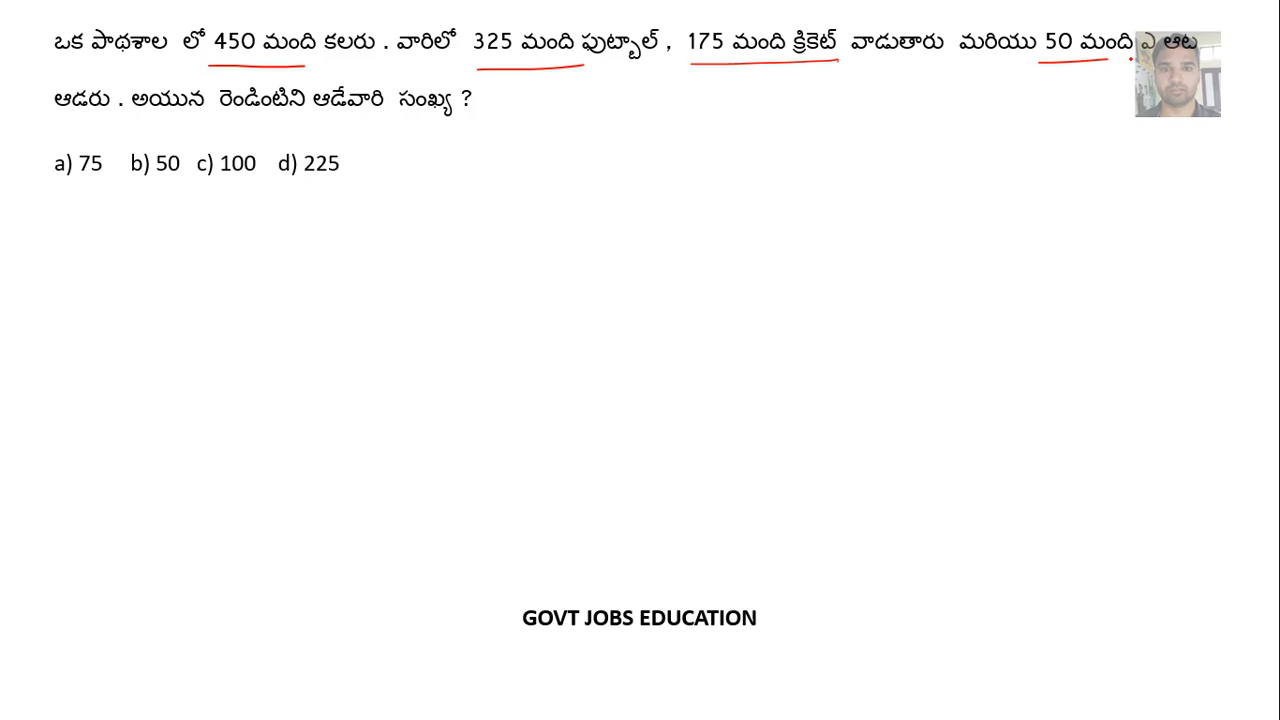 ఒక పాఠశాల లో 450 మంది కలరు . వారిలో 325 మంది ఫుట్బాల్ , 175 మంది క్రికెట్ వాడుతారు మరియు 50 మంది ఎ ఆట
ఆడరు . అయున రెండింటిని ఆడేవారి సంఖ్య ?
a) 75 b) 50 c) 100 d) 225
GOVT JOBS EDUCATION